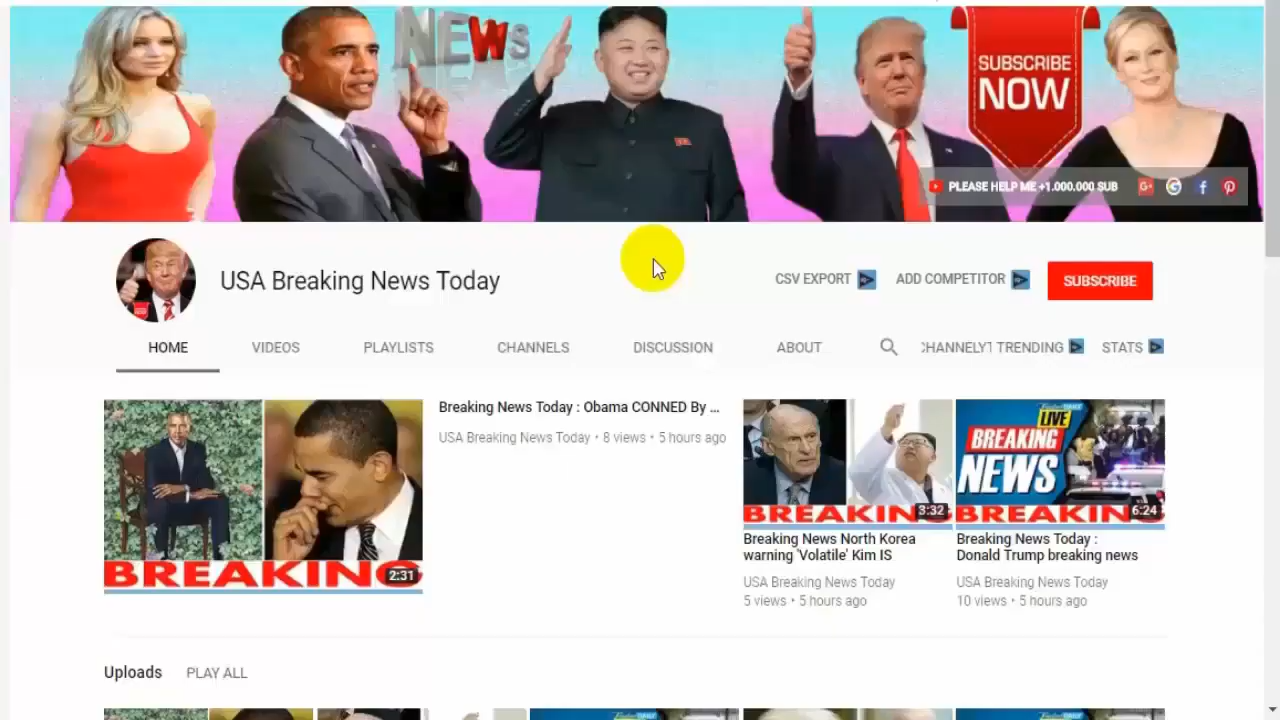 NEWS
SUBSCRIBE
NOW
PLEASE HELP ME +1.000.000 SUB
USA Breaking News Today
CSV EXPORT
ADD COMPETITOR
SUBSCRIBE
HOME
VIDEOS
PLAYLISTS
CHANNELS
DISCUSSION
ABOUT
CHANNELYT TRENDING
STATS
BREAKING
2:31
Breaking News Today : Obama CONNED By ...
USA Breaking News Today • 8 views • 5 hours ago
BREAKIN
3:32
Breaking News North Korea
warning 'Volatile' Kim IS
USA Breaking News Today
5 views • 5 hours ago
LIVE
BREAKING
NEWS
BREAKIN
6:24
Breaking News Today :
Donald Trump breaking news
USA Breaking News Today
10 views • 5 hours ago
Uploads
PLAY ALL